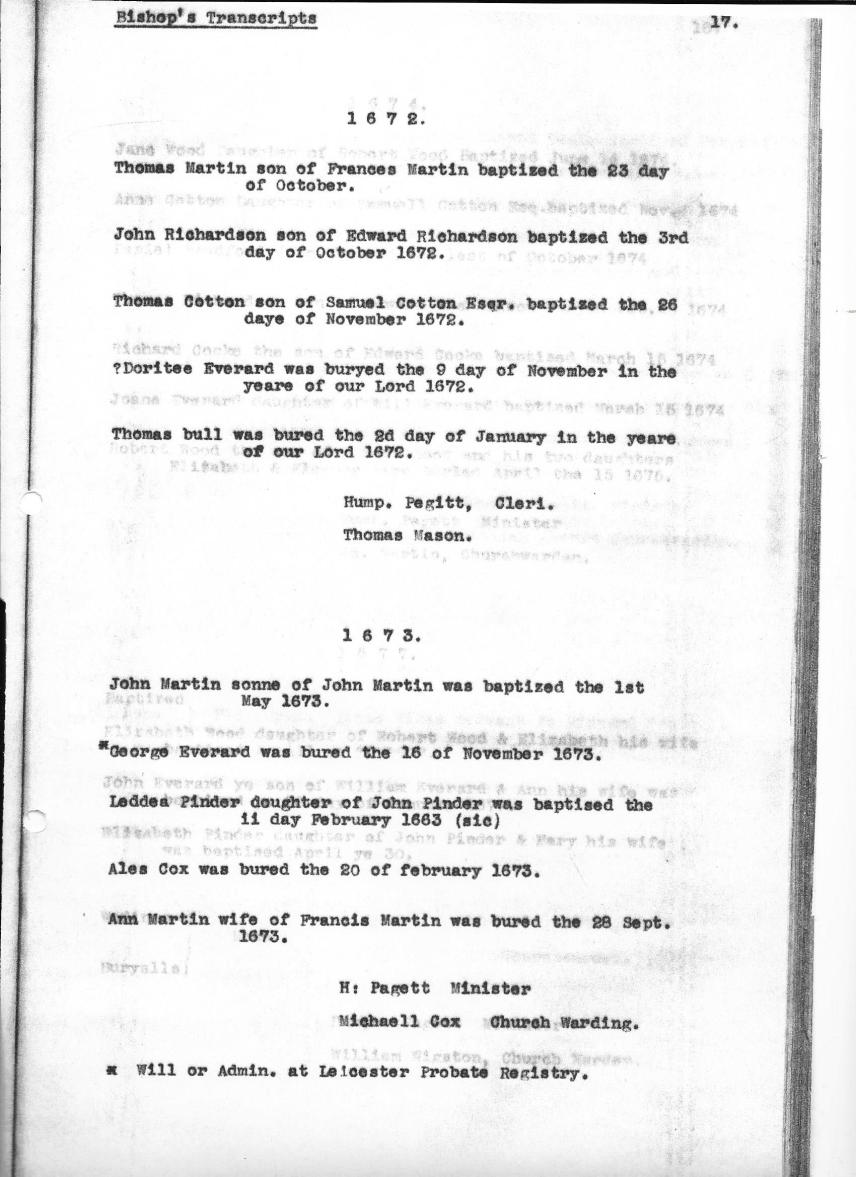 Bishop's Transcripts 17.
1 6 7 2.
Thomas Martin son of Frances Martin baptized the 23 day
of October.
John Richardson son of Edward Richardson baptized the 3rd
day of October 1672.
Thomas Cotton son of Samuel Cotton Esqr. baptized the 26
daye of November 1672.
?Doritee Everard was buryed the 9 day of November in the
yeare of our Lord 1672.
Thomas bull was bured the 2d day of January in the yeare
of our Lord 1672.
Hump. Pegitt, Cleri.
Thomas Mason.
1 6 7 3.
John Martin sonne of John Martin was baptized the 1st
May 1673.
*George Everard was bured the 16 of November 1673.
Leddea Pinder doughter of John Pinder was baptised the
ii day February 1663 (sic)
Ales Cox was bured the 20 of february 1673.
Ann Martin wife of Francis Martin was bured the 28 Sept.
1673.
H: Pagett Minister
Michaell Cox Church Warding.
* Will or Admin. at Leicester Probate Registry.